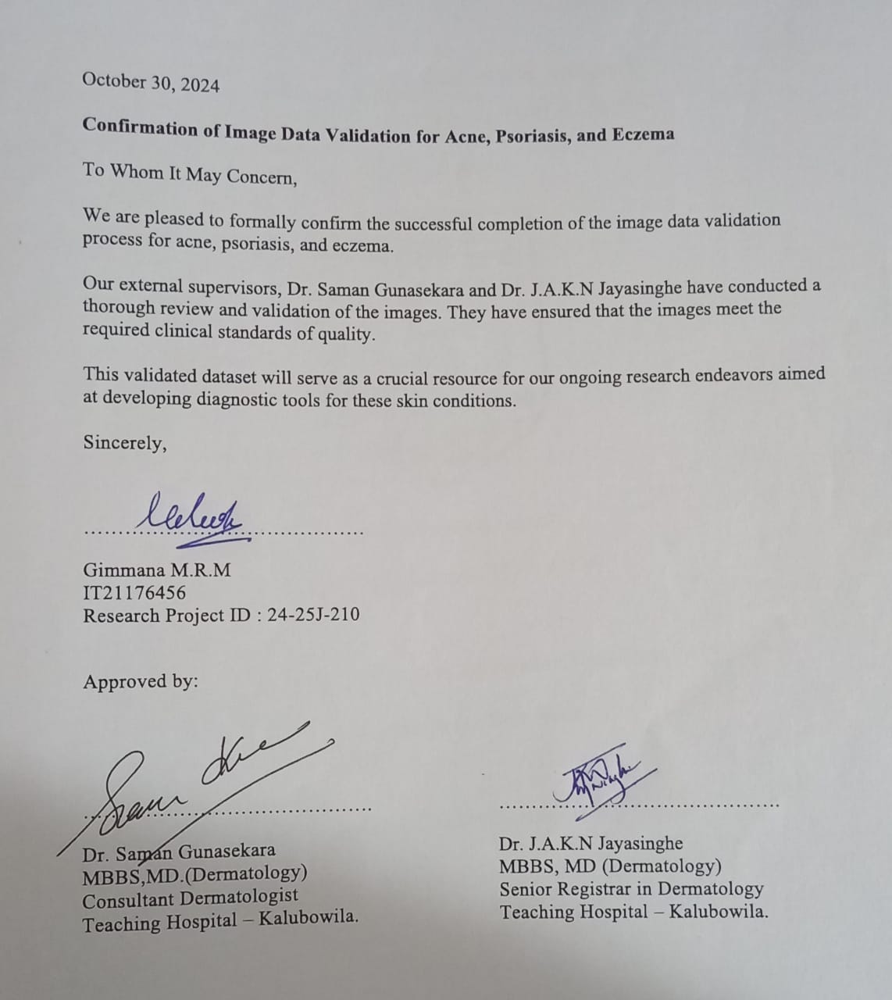 October 30, 2024
Confirmation of Image Data Validation for Acne, Psoriasis, and Eczema
To Whom It May Concern,
We are pleased to formally confirm the successful completion of the image data validation
process for acne, psoriasis, and eczema.
Our external supervisors, Dr. Saman Gunasekara and Dr. J.A.K.N Jayasinghe have conducted a
thorough review and validation of the images. They have ensured that the images meet the
required clinical standards of quality.
This validated dataset will serve as a crucial resource for our ongoing research endeavors aimed
at developing diagnostic tools for these skin conditions.
Sincerely,
Gimmana M.R.M
IT21176456
Research Project ID : 24-25J-210
Approved by:
Dr. Saman Gunasekara
MBBS,MD.(Dermatology)
Consultant Dermatologist
Teaching Hospital – Kalubowila.
Dr. J.A.K.N Jayasinghe
MBBS, MD (Dermatology)
Senior Registrar in Dermatology
Teaching Hospital – Kalubowila.